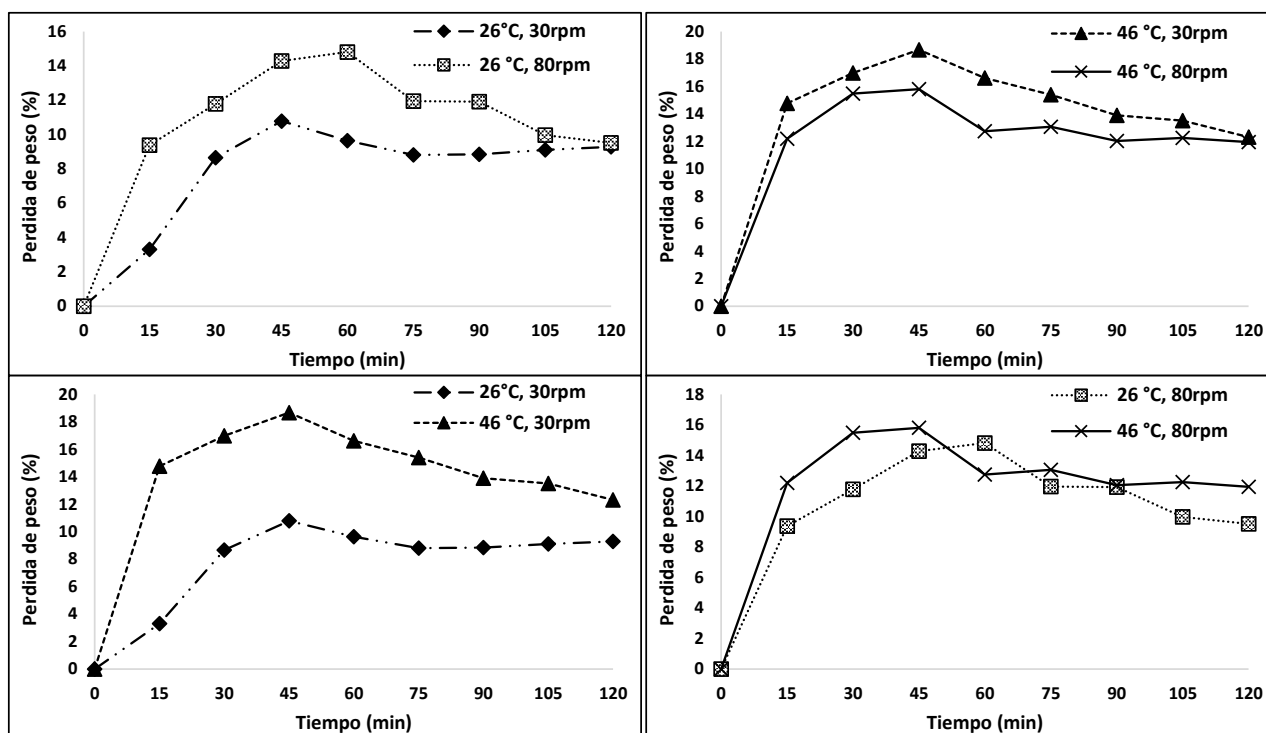 26°C, 30rpm
26 °C, 80rpm
Perdida de peso (%)
16
14
12
10
8
6
4
2
0
0 15 30 45 60 75 90 105 120
Tiempo (min)
46 °C, 30rpm
46 °C, 80rpm
Perdida de peso (%)
20
18
16
14
12
10
8
6
4
2
0
0 15 30 45 60 75 90 105 120
Tiempo (min)
26°C, 30rpm
46 °C, 30rpm
Perdida de peso (%)
20
18
16
14
12
10
8
6
4
2
0
0 15 30 45 60 75 90 105 120
Tiempo (min)
26 °C, 80rpm
46 °C, 80rpm
Perdida de peso (%)
18
16
14
12
10
8
6
4
2
0
0 15 30 45 60 75 90 105 120
Tiempo (min)